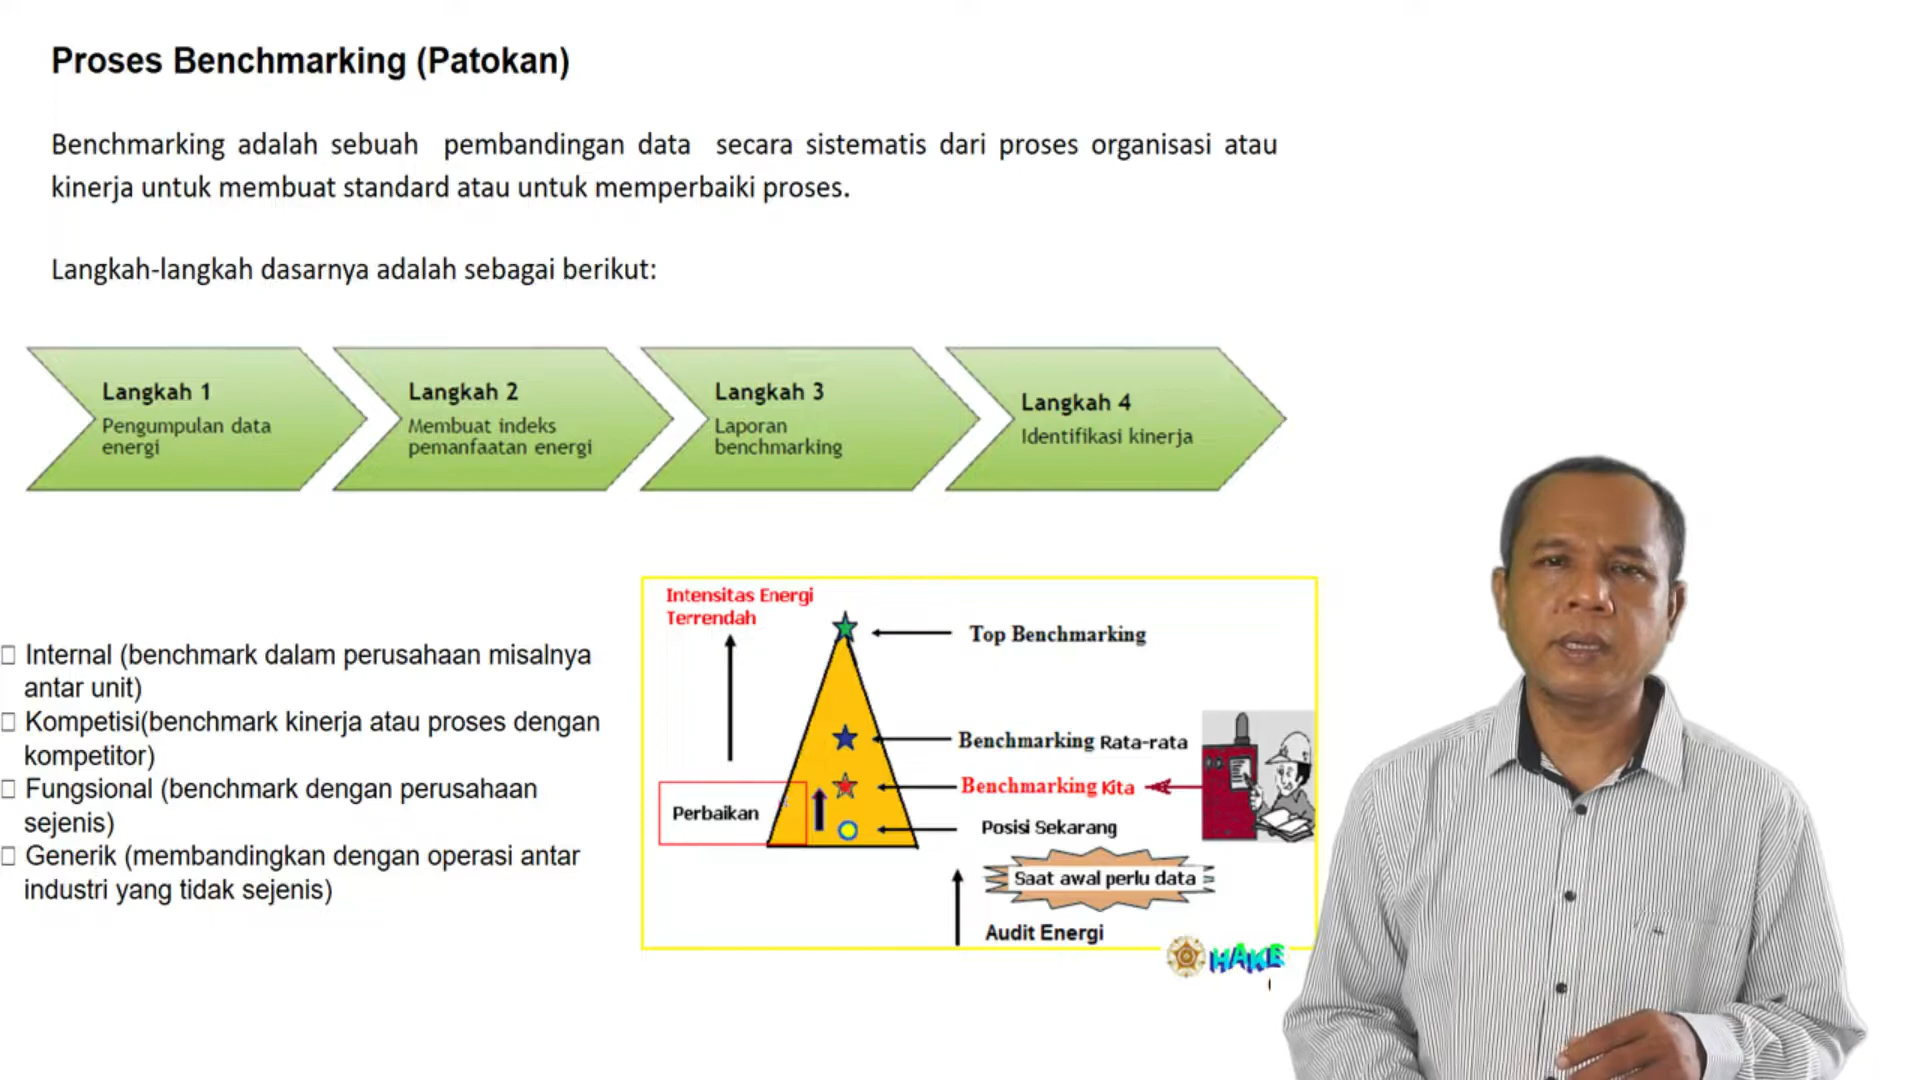 Proses Benchmarking (Patokan)
Benchmarking adalah sebuah pembandingan data secara sistematis dari proses organisasi atau
kinerja untuk membuat standard atau untuk memperbaiki proses.
Langkah-langkah dasarnya adalah sebagai berikut:
Langkah 1
Pengumpulan data
energi
Langkah 2
Membuat indeks
pemanfaatan energi
Langkah 3
Laporan
benchmarking
Langkah 4
Identifikasi kinerja
Internal (benchmark dalam perusahaan misalnya
antar unit)
Kompetisi(benchmark kinerja atau proses dengan
kompetitor)
Fungsional (benchmark dengan perusahaan
sejenis)
Generik (membandingkan dengan operasi antar
industri yang tidak sejenis)
Intensitas Energi
Terrendah
Top Benchmarking
Benchmarking Rata-rata
Benchmarking Kita
Perbaikan
Posisi Sekarang
Saat awal perlu data
Audit Energi
HAKE